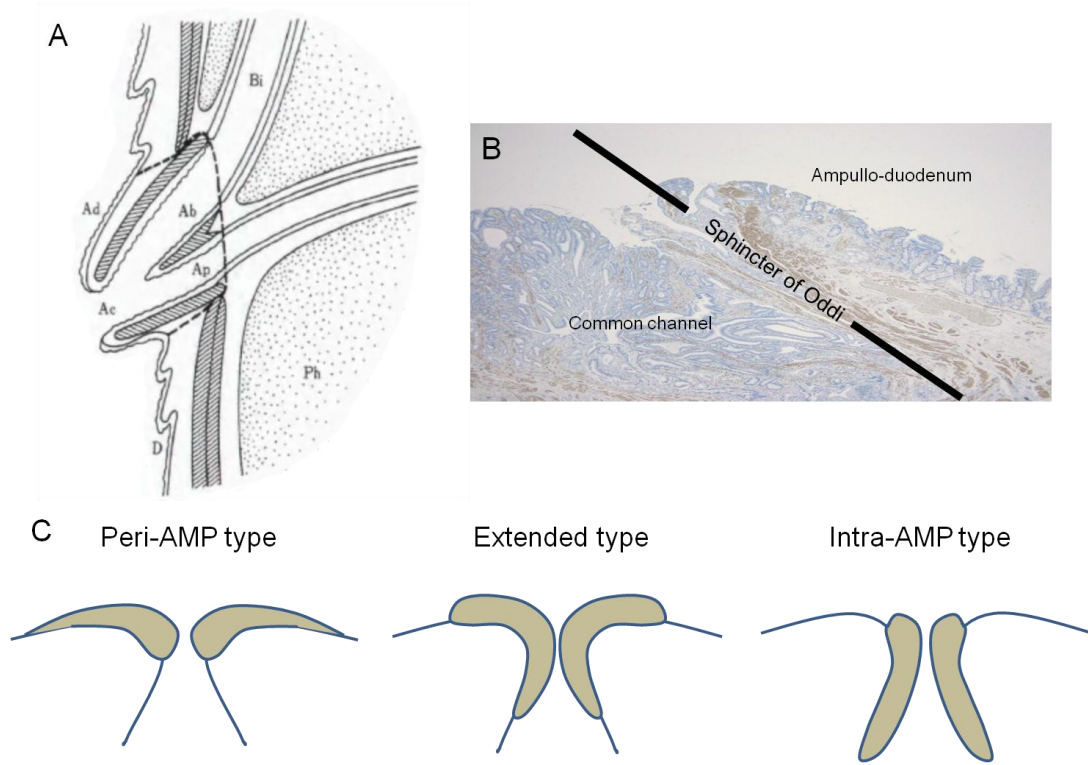 A
Bi
Ad
Ab
Ap
Ac
Ph
D
B
Ampullo-duodenum
Sphincter of Oddi
Common channel
C
Peri-AMP type
Extended type
Intra-AMP type